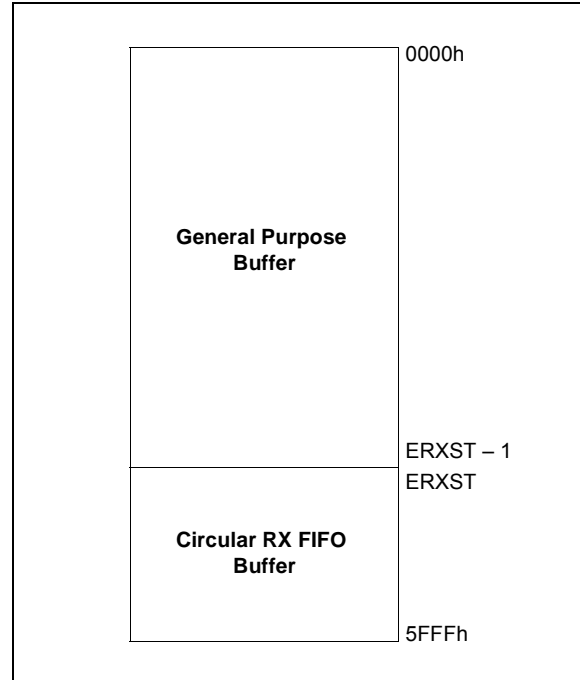 0000h
General Purpose
Buffer
ERXST – 1
ERXST
Circular RX FIFO
Buffer
5FFFh